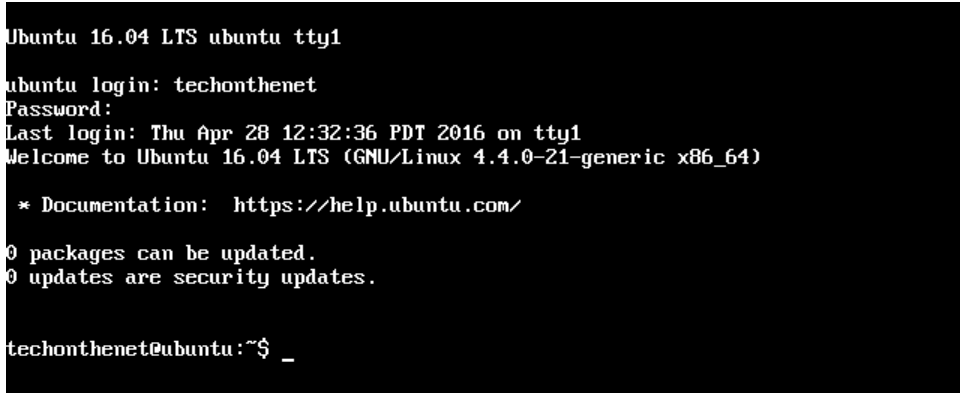 Ubuntu 16.04 LTS ubuntu tty1
ubuntu login: techonthenet
Password:
Last login: Thu Apr 28 12:32:36 PDT 2016 on tty1
Welcome to Ubuntu 16.04 LTS (GNU/Linux 4.4.0-21-generic x86_64)
* Documentation:  https://help.ubuntu.com/
0 packages can be updated.
0 updates are security updates.
techonthenet@ubuntu:~$ _